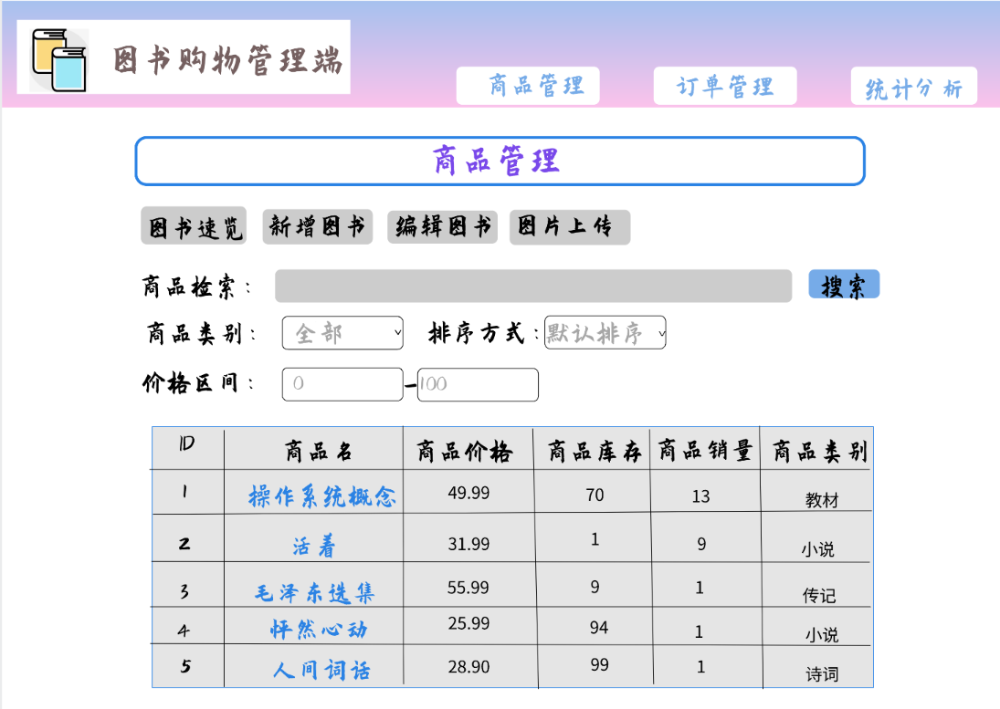 图书购物管理端
商品管理 订单管理 统计分析
商品管理
图书速览 新增图书 编辑图书 图片上传
商品检索： 搜索
商品类别： 全部 排序方式： 默认排序
价格区间： 0 - 100
ID 商品名 商品价格 商品库存 商品销量 商品类别
1 操作系统概念 49.99 70 13 教材
2 活着 31.99 1 9 小说
3 毛泽东选集 55.99 9 1 传记
4 怦然心动 25.99 94 1 小说
5 人间词话 28.90 99 1 诗词